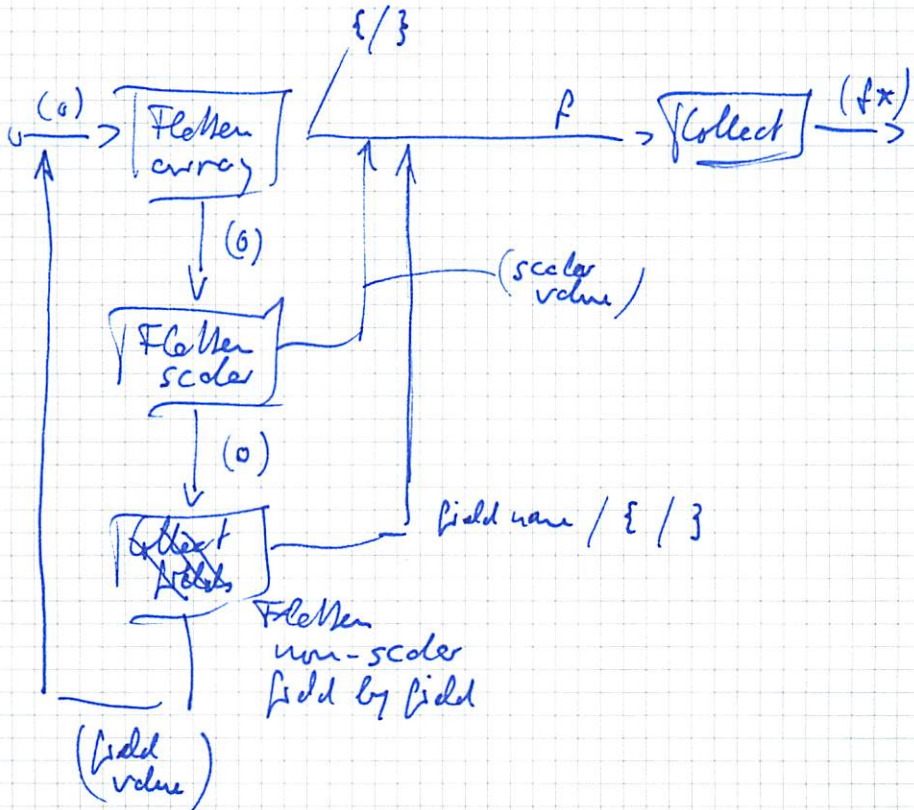 {/}
(o)
Flatten
array
f
Collect
(f*)
(o)
(scalar
value)
Flatten
scalar
(o)
field name / { / }
Collect
fields
Flatten
non-scalar
field by field
(field
value)